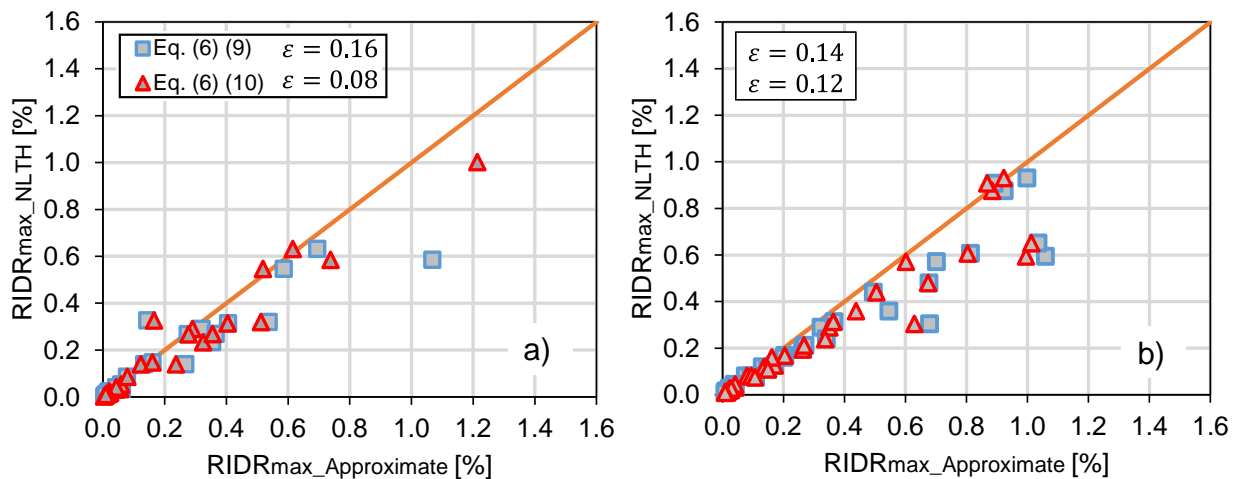 RIDRmax_NLTH [%]
1.6
1.4
1.2
1.0
0.8
0.6
0.4
0.2
0.0
Eq. (6) (9) ε = 0.16
Eq. (6) (10) ε = 0.08
a)
0.0 0.2 0.4 0.6 0.8 1.0 1.2 1.4 1.6
RIDRmax_Approximate [%]
RIDRmax_NLTH [%]
1.6
1.4
1.2
1.0
0.8
0.6
0.4
0.2
0.0
ε = 0.14
ε = 0.12
b)
0.0 0.2 0.4 0.6 0.8 1.0 1.2 1.4 1.6
RIDRmax_Approximate [%]